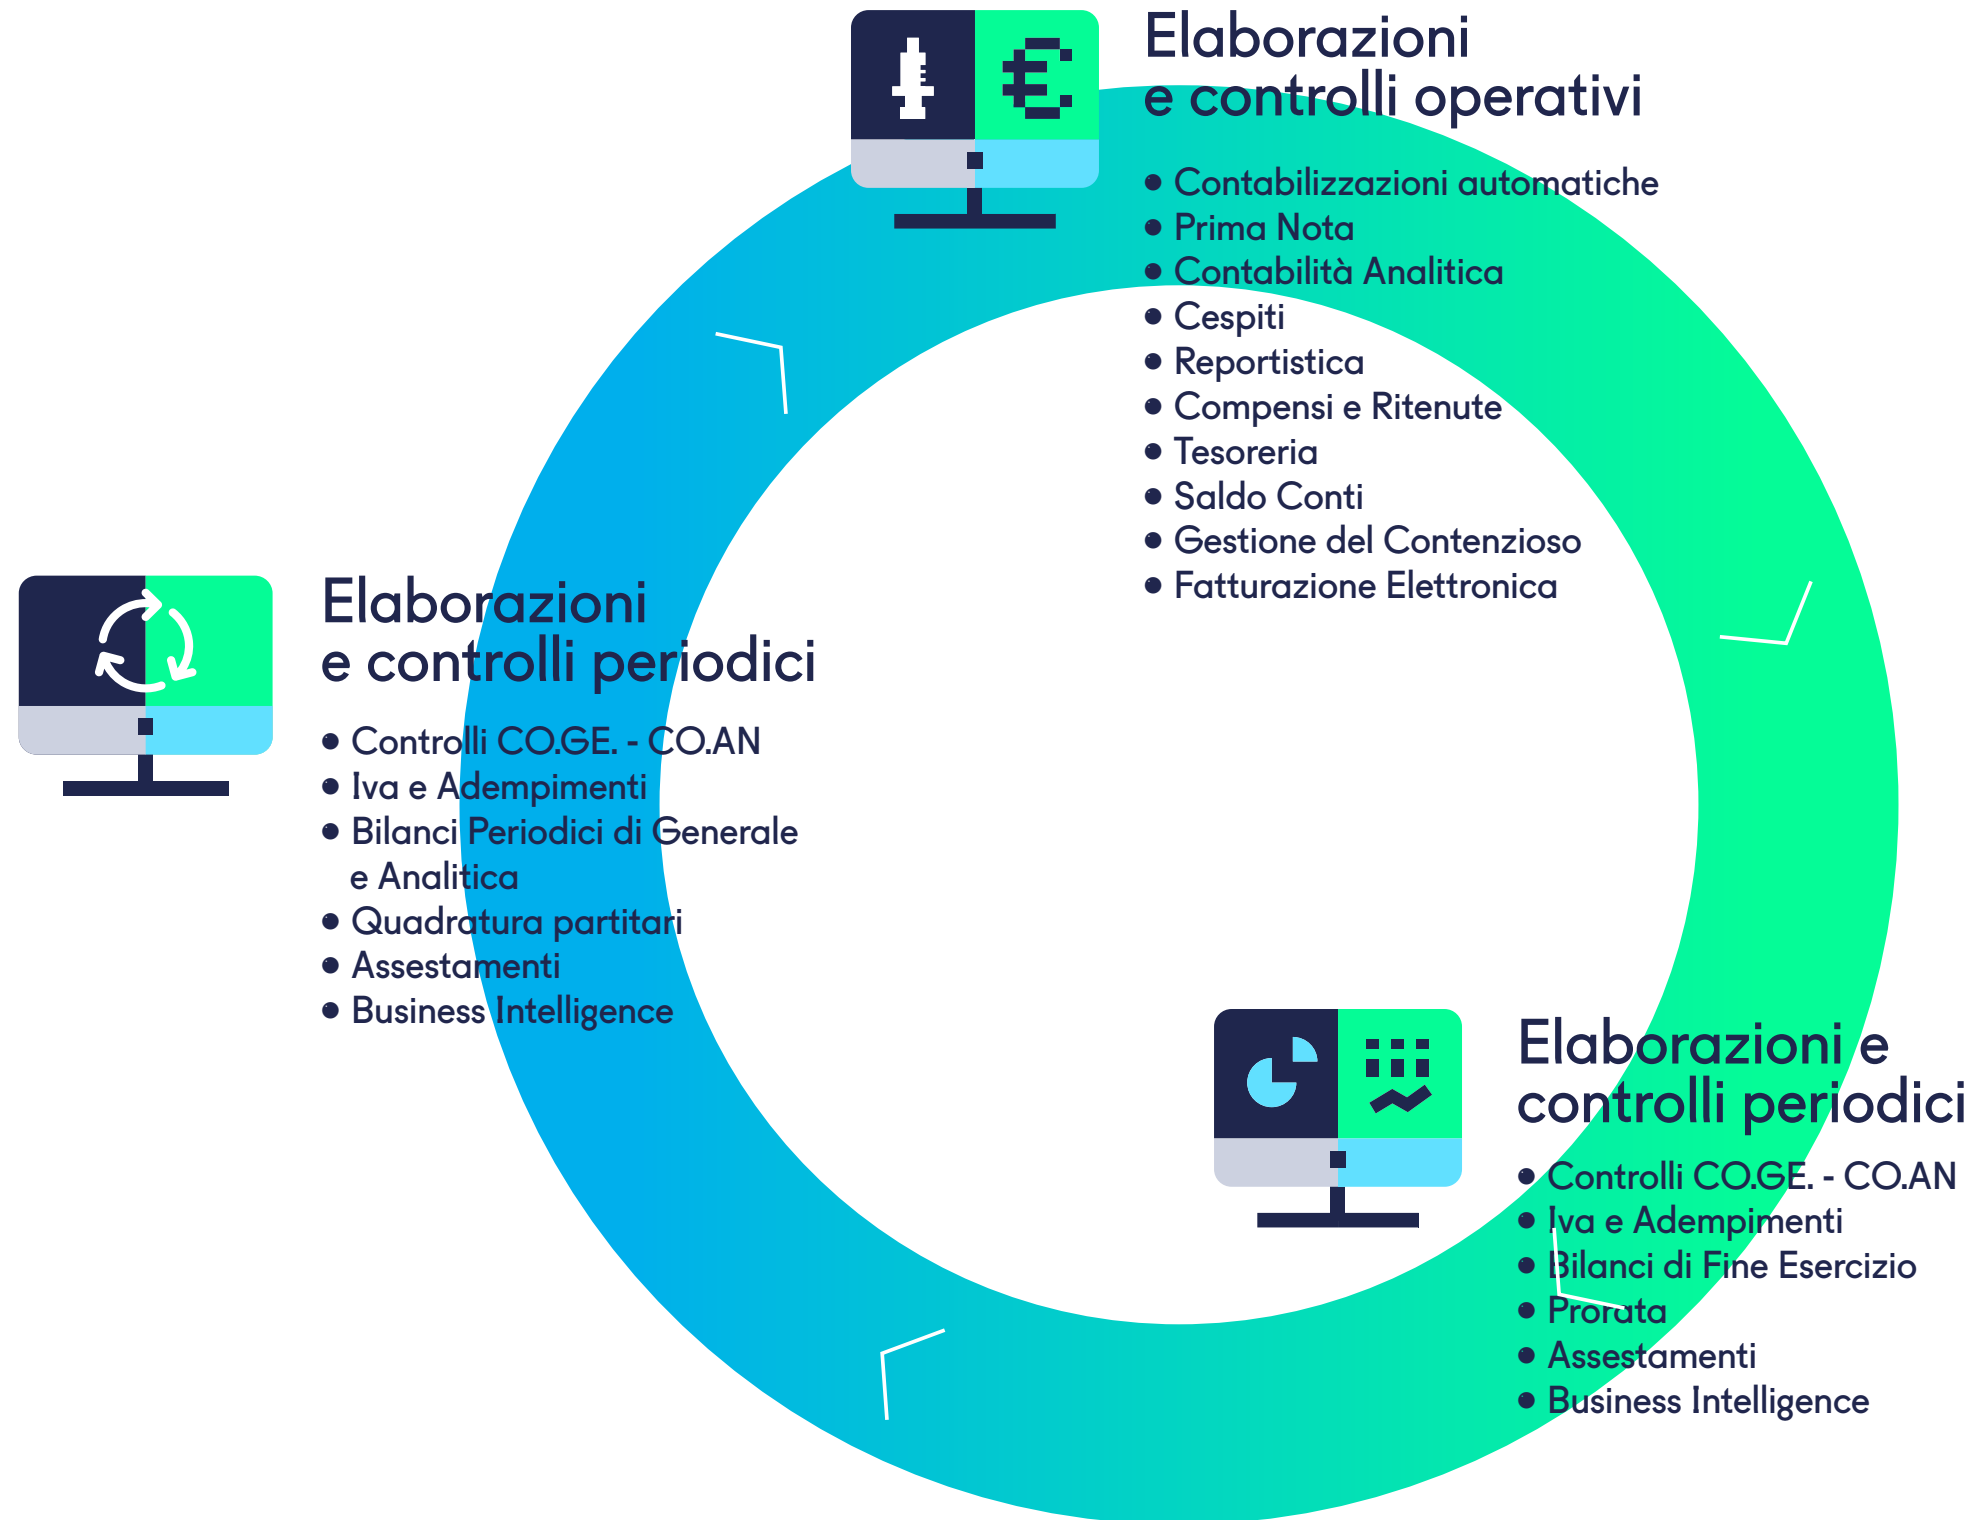 Elaborazioni
e controlli operativi
• Contabilizzazioni automatiche
• Prima Nota
• Contabilità Analitica
• Cespiti
• Reportistica
• Compensi e Ritenute
• Tesoreria
• Saldo Conti
• Gestione del Contenzioso
• Fatturazione Elettronica
Elaborazioni
e controlli periodici
• Controlli CO.GE. - CO.AN
• Iva e Adempimenti
• Bilanci Periodici di Generale
e Analitica
• Quadratura partitari
• Assestamenti
• Business Intelligence
Elaborazioni e
controlli periodici
• Controlli CO.GE. - CO.AN
• Iva e Adempimenti
• Bilanci di Fine Esercizio
• Prorata
• Assestamenti
• Business Intelligence